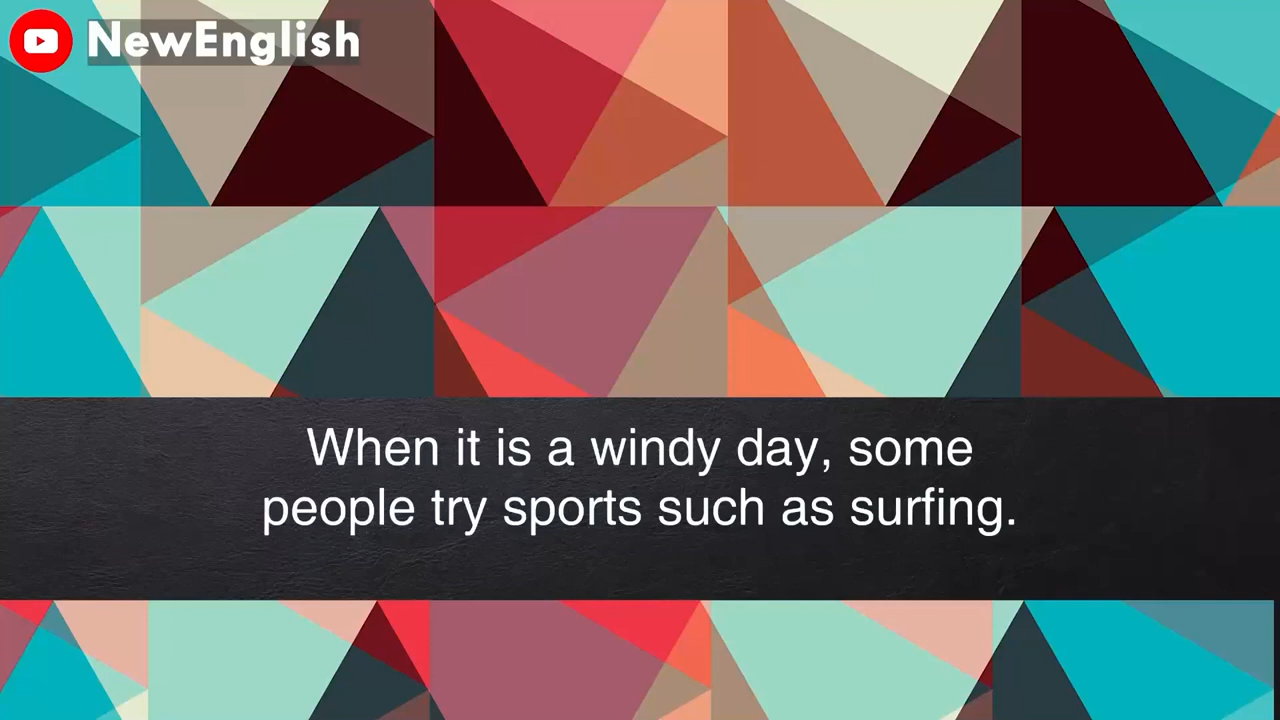 NewEnglish
When it is a windy day, some
people try sports such as surfing.